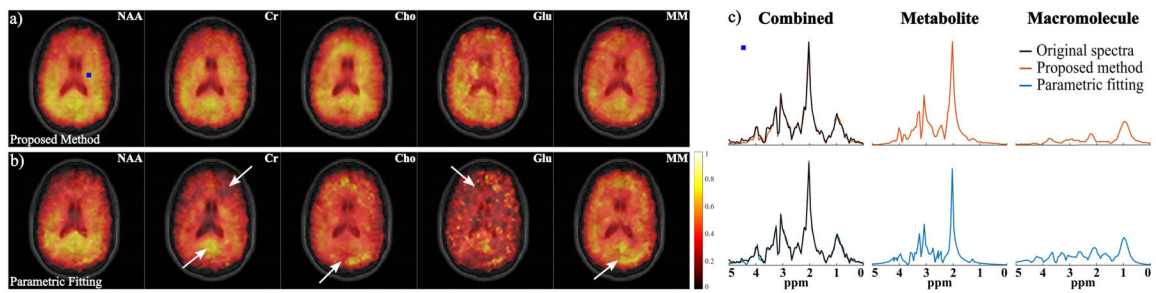 a)
NAA
Cr
Cho
Glu
MM
Proposed Method
b)
NAA
Cr
Cho
Glu
MM
Parametric Fitting
1
0.8
0.6
0.4
0.2
0
c)
Combined
Metabolite
Macromolecule
Original spectra
Proposed method
Parametric fitting
5 4 3 2 1 0
ppm
5 4 3 2 1 0
ppm
5 4 3 2 1 0
ppm